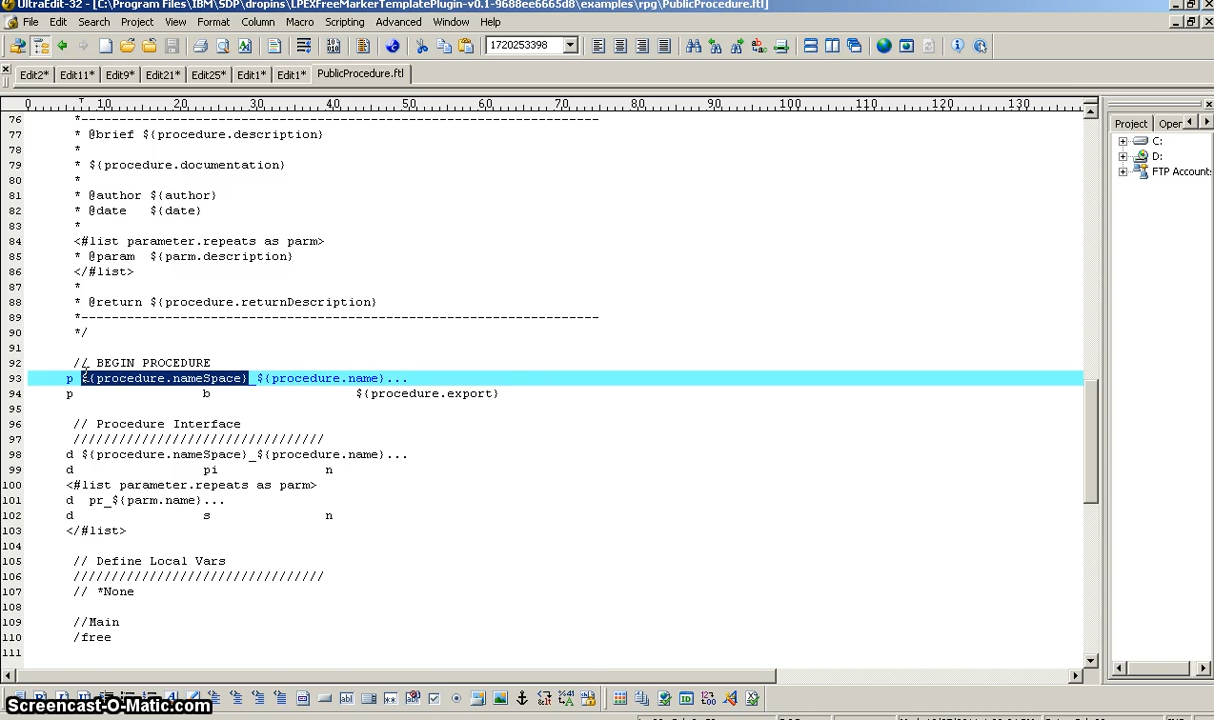 UltraEdit-32 - [C:\Program Files\IBM\SDP\dropins\LPEXFreeMarkerTemplatePlugin-v0.1-9688ee6665d8\examples\rpg\PublicProcedure.ftl]
File Edit Search Project View Format Column Macro Scripting Advanced Window Help
1720253398
Edit2* Edit11* Edit9* Edit21* Edit25* Edit1* Edit1* PublicProcedure.ftl
0 10 20 30 40 50 60 70 80 90 100 110 120 130
Project Oper
C:
D:
FTP Account:
76 *--------------------------------------------------------------------
77 * @brief ${procedure.description}
78 *
79 * ${procedure.documentation}
80 *
81 * @author ${author}
82 * @date ${date}
83 *
84 <#list parameter.repeats as parm>
85 * @param ${parm.description}
86 </#list>
87 *
88 * @return ${procedure.returnDescription}
89 *--------------------------------------------------------------------
90 */
91
92 // BEGIN PROCEDURE
93 p ${procedure.nameSpace}_${procedure.name}...
94 p b ${procedure.export}
95
96 // Procedure Interface
97 /////////////////////////////////
98 d ${procedure.nameSpace}_${procedure.name}...
99 d pi n
100 <#list parameter.repeats as parm>
101 d pr_${parm.name}...
102 d s n
103 </#list>
104
105 // Define Local Vars
106 /////////////////////////////////
107 // *None
108
109 //Main
110 /free
111
Screencast-O-Matic.com